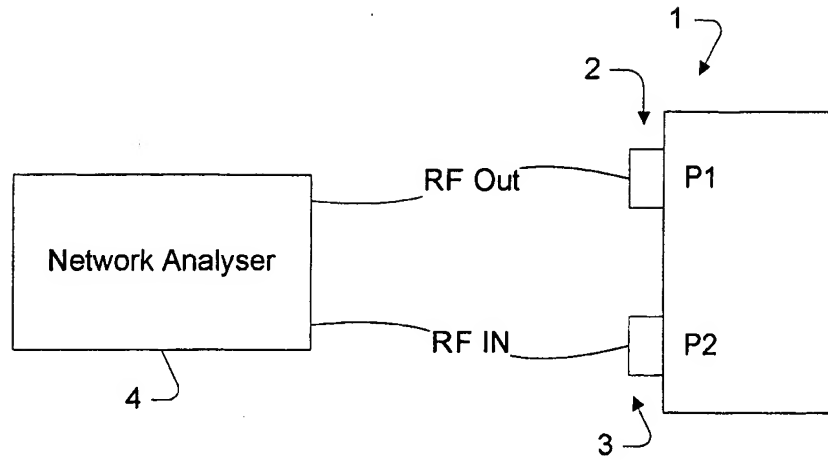 1
2
RF Out
P1
Network Analyser
RF IN
P2
4
3